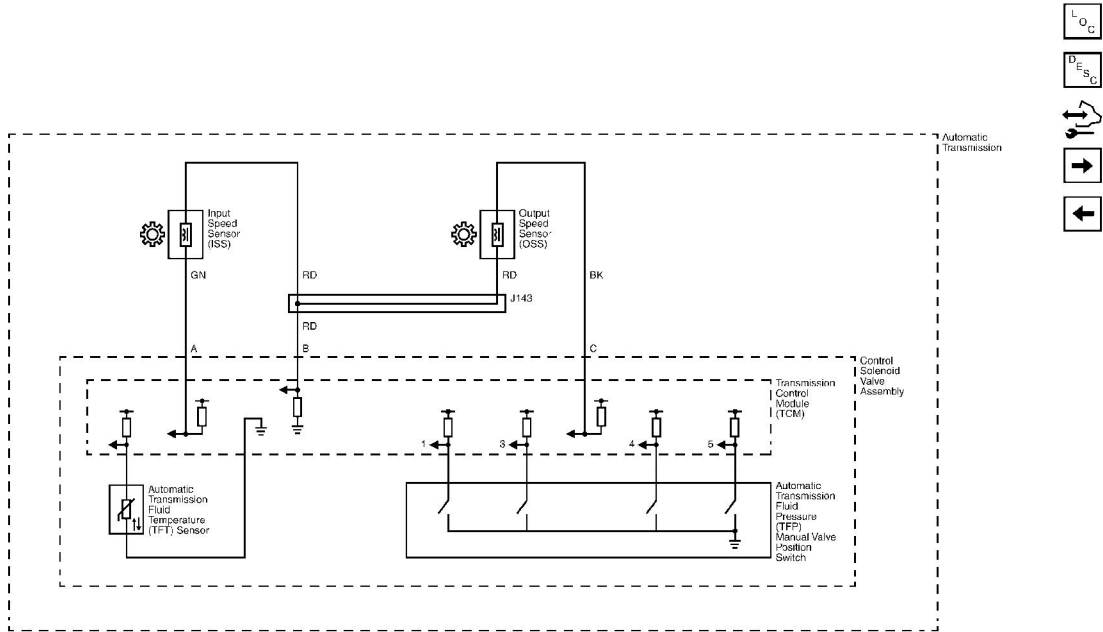 LOC
DESC
Automatic
Transmission
Input
Speed
Sensor
(ISS)
Output
Speed
Sensor
(OSS)
GN
RD
RD
BK
J143
RD
A
B
C
Control
Solenoid
Valve
Assembly
Transmission
Control
Module
(TCM)
1
3
4
5
Automatic
Transmission
Fluid
Temperature
(TFT) Sensor
Automatic
Transmission
Fluid
Pressure
(TFP)
Manual Valve
Position
Switch